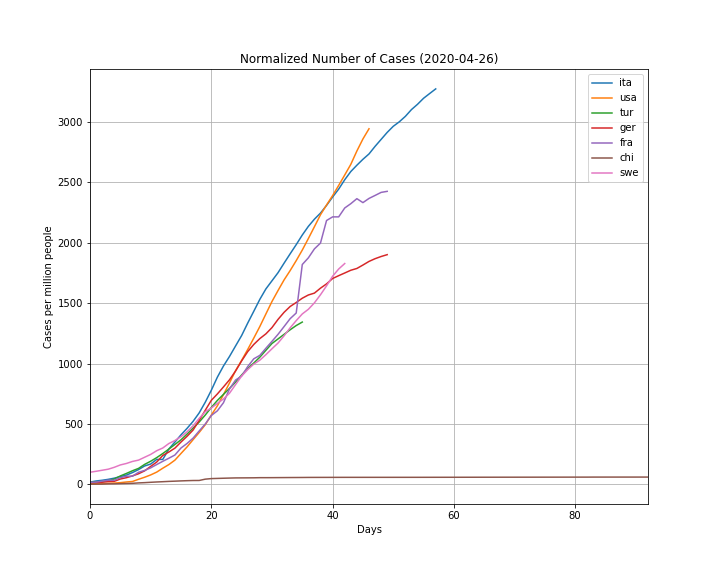 Normalized Number of Cases (2020-04-26)
ita
usa
tur
ger
fra
chi
swe
Cases per million people
3000
2500
2000
1500
1000
500
0
0 20 40 60 80
Days